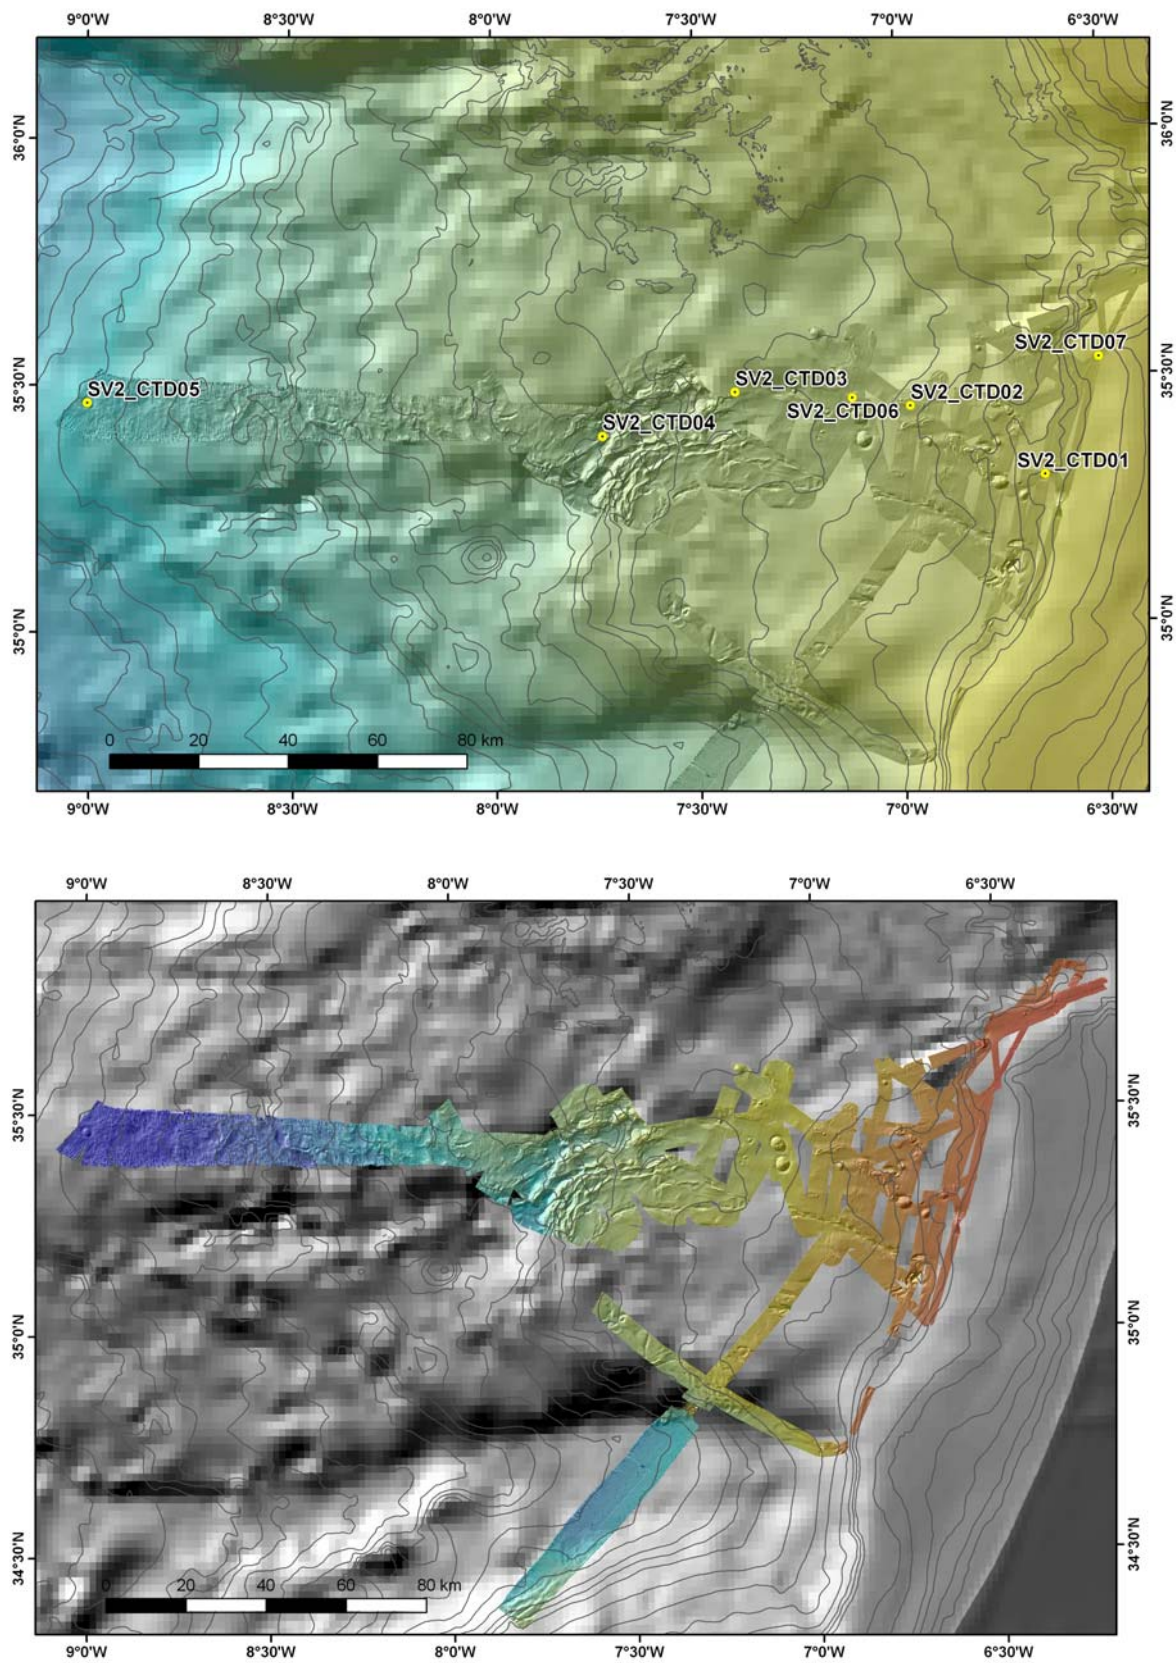 9°0'W 8°30'W 8°0'W 7°30'W 7°0'W 6°30'W
36°0'N 36°0'N
SV2_CTD07
35°30'N 35°30'N
SV2_CTD05 SV2_CTD03 SV2_CTD02
SV2_CTD06
SV2_CTD04
SV2_CTD01
35°0'N 35°0'N
0 20 40 60 80 km
9°0'W 8°30'W 8°0'W 7°30'W 7°0'W 6°30'W
9°0'W 8°30'W 8°0'W 7°30'W 7°0'W 6°30'W
35°30'N 35°30'N
35°0'N 35°0'N
34°30'N 34°30'N
0 20 40 60 80 km
9°0'W 8°30'W 8°0'W 7°30'W 7°0'W 6°30'W